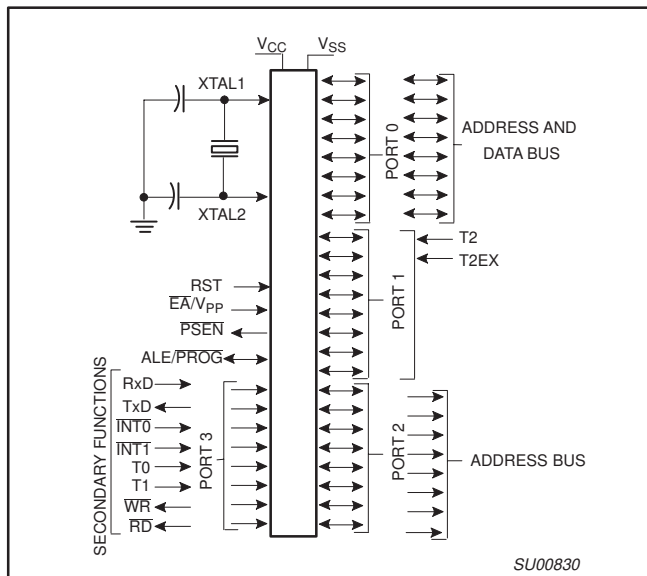 VCC VSS
XTAL1
XTAL2
PORT 0
ADDRESS AND
DATA BUS
T2
T2EX
PORT 1
RST
EA/VPP
PSEN
ALE/PROG
SECONDARY FUNCTIONS
RxD
TxD
INT0
INT1
T0
T1
WR
RD
PORT 3
PORT 2
ADDRESS BUS
SU00830